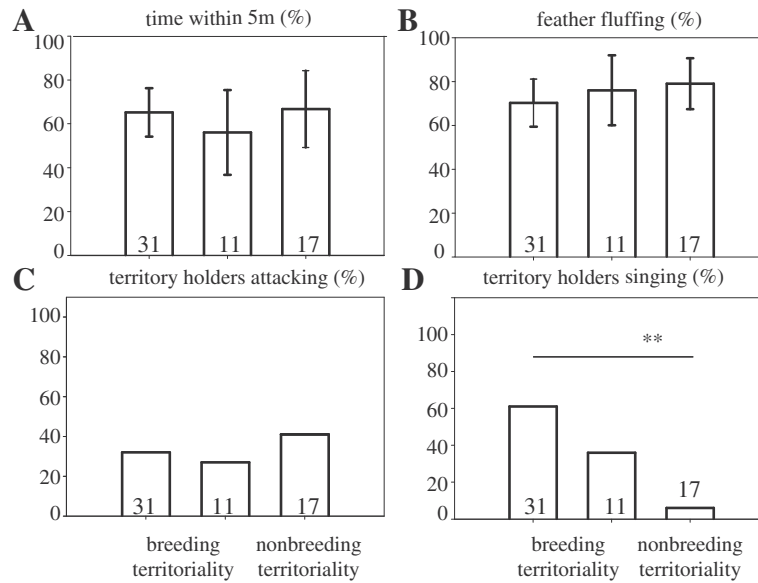 A time within 5m (%)
100
80
60
40
20
0
31 11 17
B feather fluffing (%)
100
80
60
40
20
0
31 11 17
C territory holders attacking (%)
100
80
60
40
20
0
31 11 17
breeding nonbreeding
territoriality territoriality
D territory holders singing (%)
100
80
60
40
20
0
**
31 11 17
breeding nonbreeding
territoriality territoriality